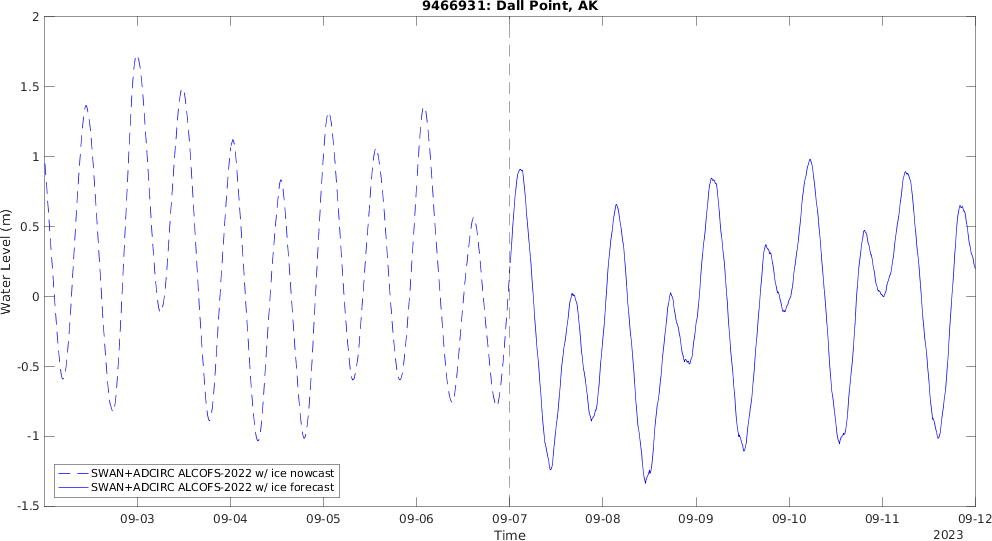 9466931: Dall Point, AK
Water Level (m)
2
1.5
1
0.5
0
-0.5
-1
-1.5
SWAN+ADCIRC ALCOFS-2022 w/ ice nowcast
SWAN+ADCIRC ALCOFS-2022 w/ ice forecast
09-03 09-04 09-05 09-06 09-07 09-08 09-09 09-10 09-11 09-12
Time
2023